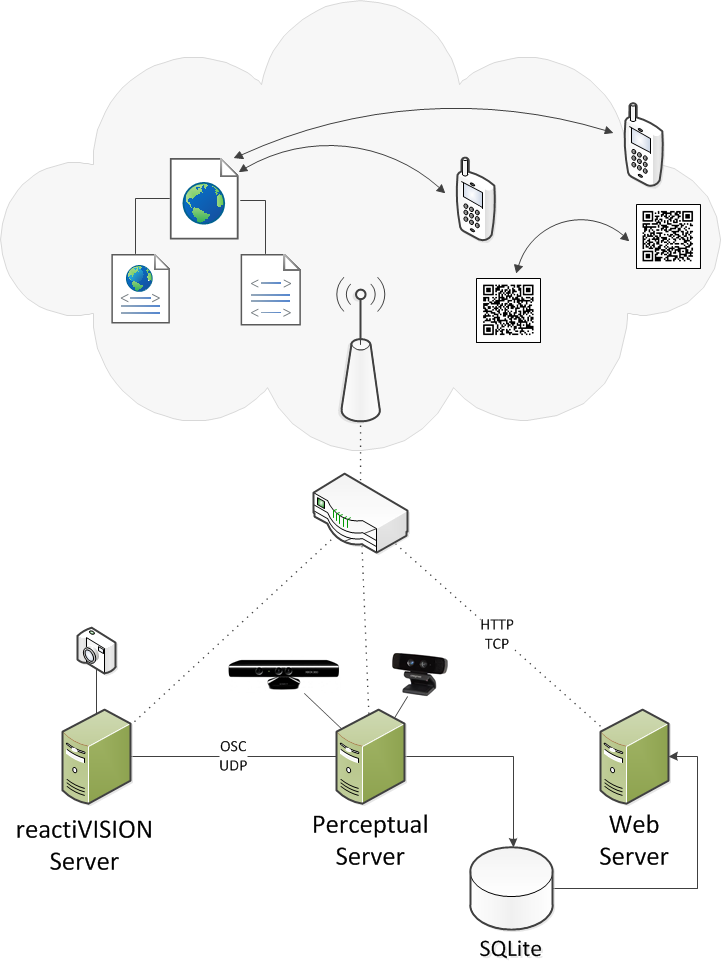 HTTP
TCP
OSC
UDP
reactiVISION
Server
Perceptual
Server
Web
Server
SQLite